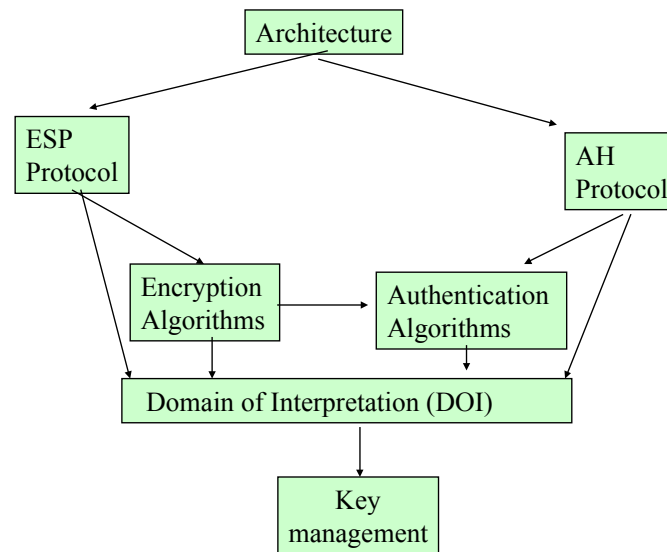 Architecture
ESP
Protocol
AH
Protocol
Encryption
Algorithms
Authentication
Algorithms
Domain of Interpretation (DOI)
Key
management